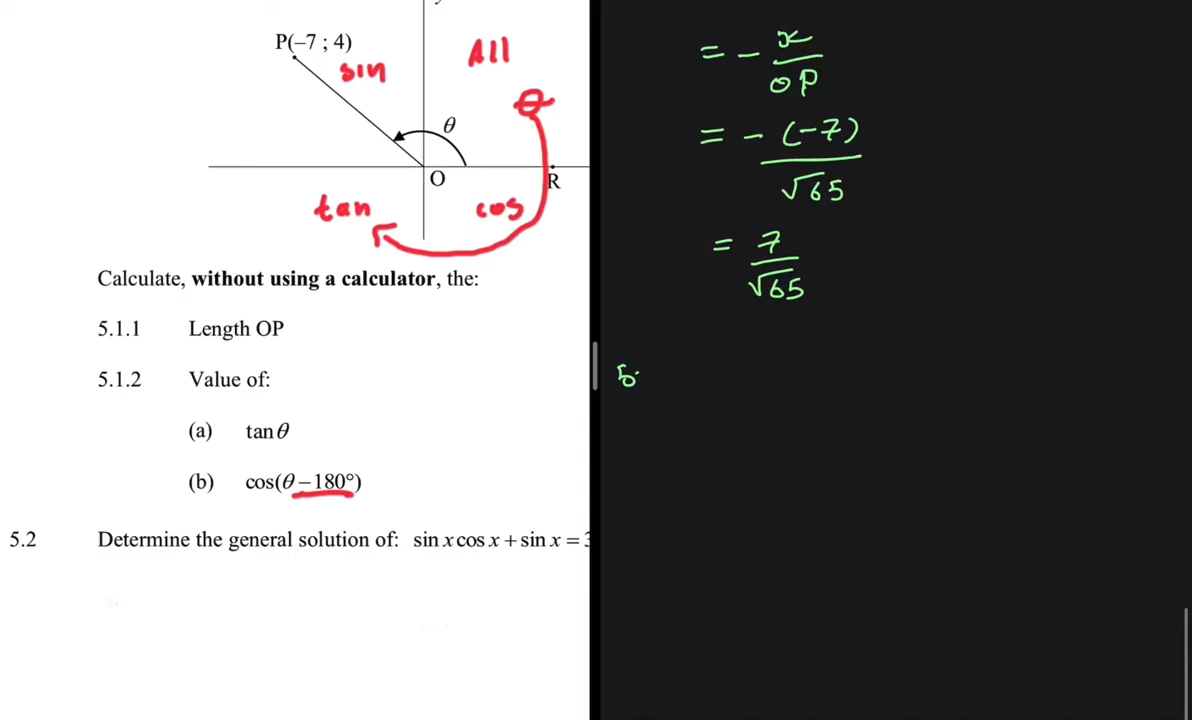 P(–7 ; 4)
sin
All
θ
θ
O
R
tan
cos
Calculate, without using a calculator, the:
5.1.1 Length OP
5.1.2 Value of:
(a) tan θ
(b) cos(θ – 180°)
5.2 Determine the general solution of: sin x cos x + sin x = 3
= - x/OP
= - (-7)/√65
= 7/√65
5.